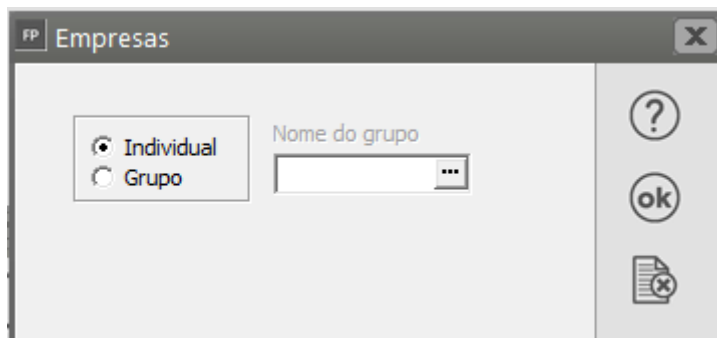 FP Empresas
Individual
Grupo
Nome do grupo
...
?
ok